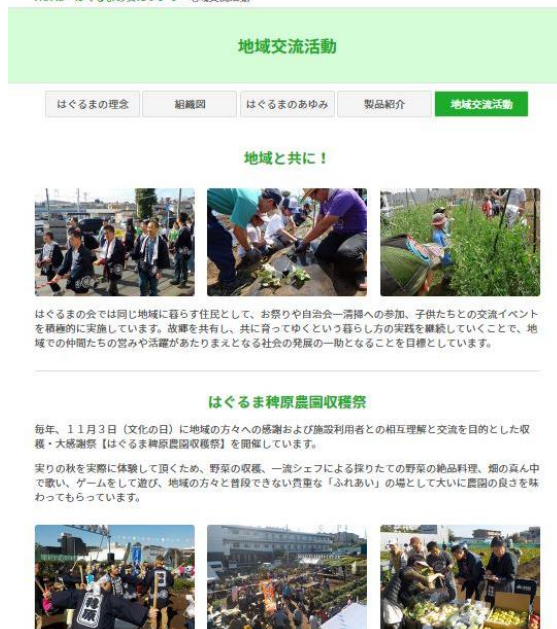 地域交流活動
はぐるまの理念
組織図
はぐるまのあゆみ
製品紹介
地域交流活動
地域と共に！
はぐるまの会では同じ地域に暮らす住民として、お祭りや自治会一清掃への参加、子供たちとの交流イベント
を積極的に実施しています。故郷を共有し、共に育ってゆくという暮らし方の実践を継続していくことで、地
域での仲間たちの営みや活躍があたりまえとなる社会の発展の一助となることを目標としています。
はぐるま稗原農園収穫祭
毎年、１１月３日（文化の日）に地域の方々への感謝および施設利用者との相互理解と交流を目的とした収
穫・大感謝祭【はぐるま稗原農園収穫祭】を開催しています。
実りの秋を実際に体験して頂くため、野菜の収穫、一流シェフによる採りたての野菜の絶品料理、畑の真ん中
で歌い、ゲームをして遊び、地域の方々と普段できない貴重な「ふれあい」の場として大いに農園の良さを味
わってもらっています。